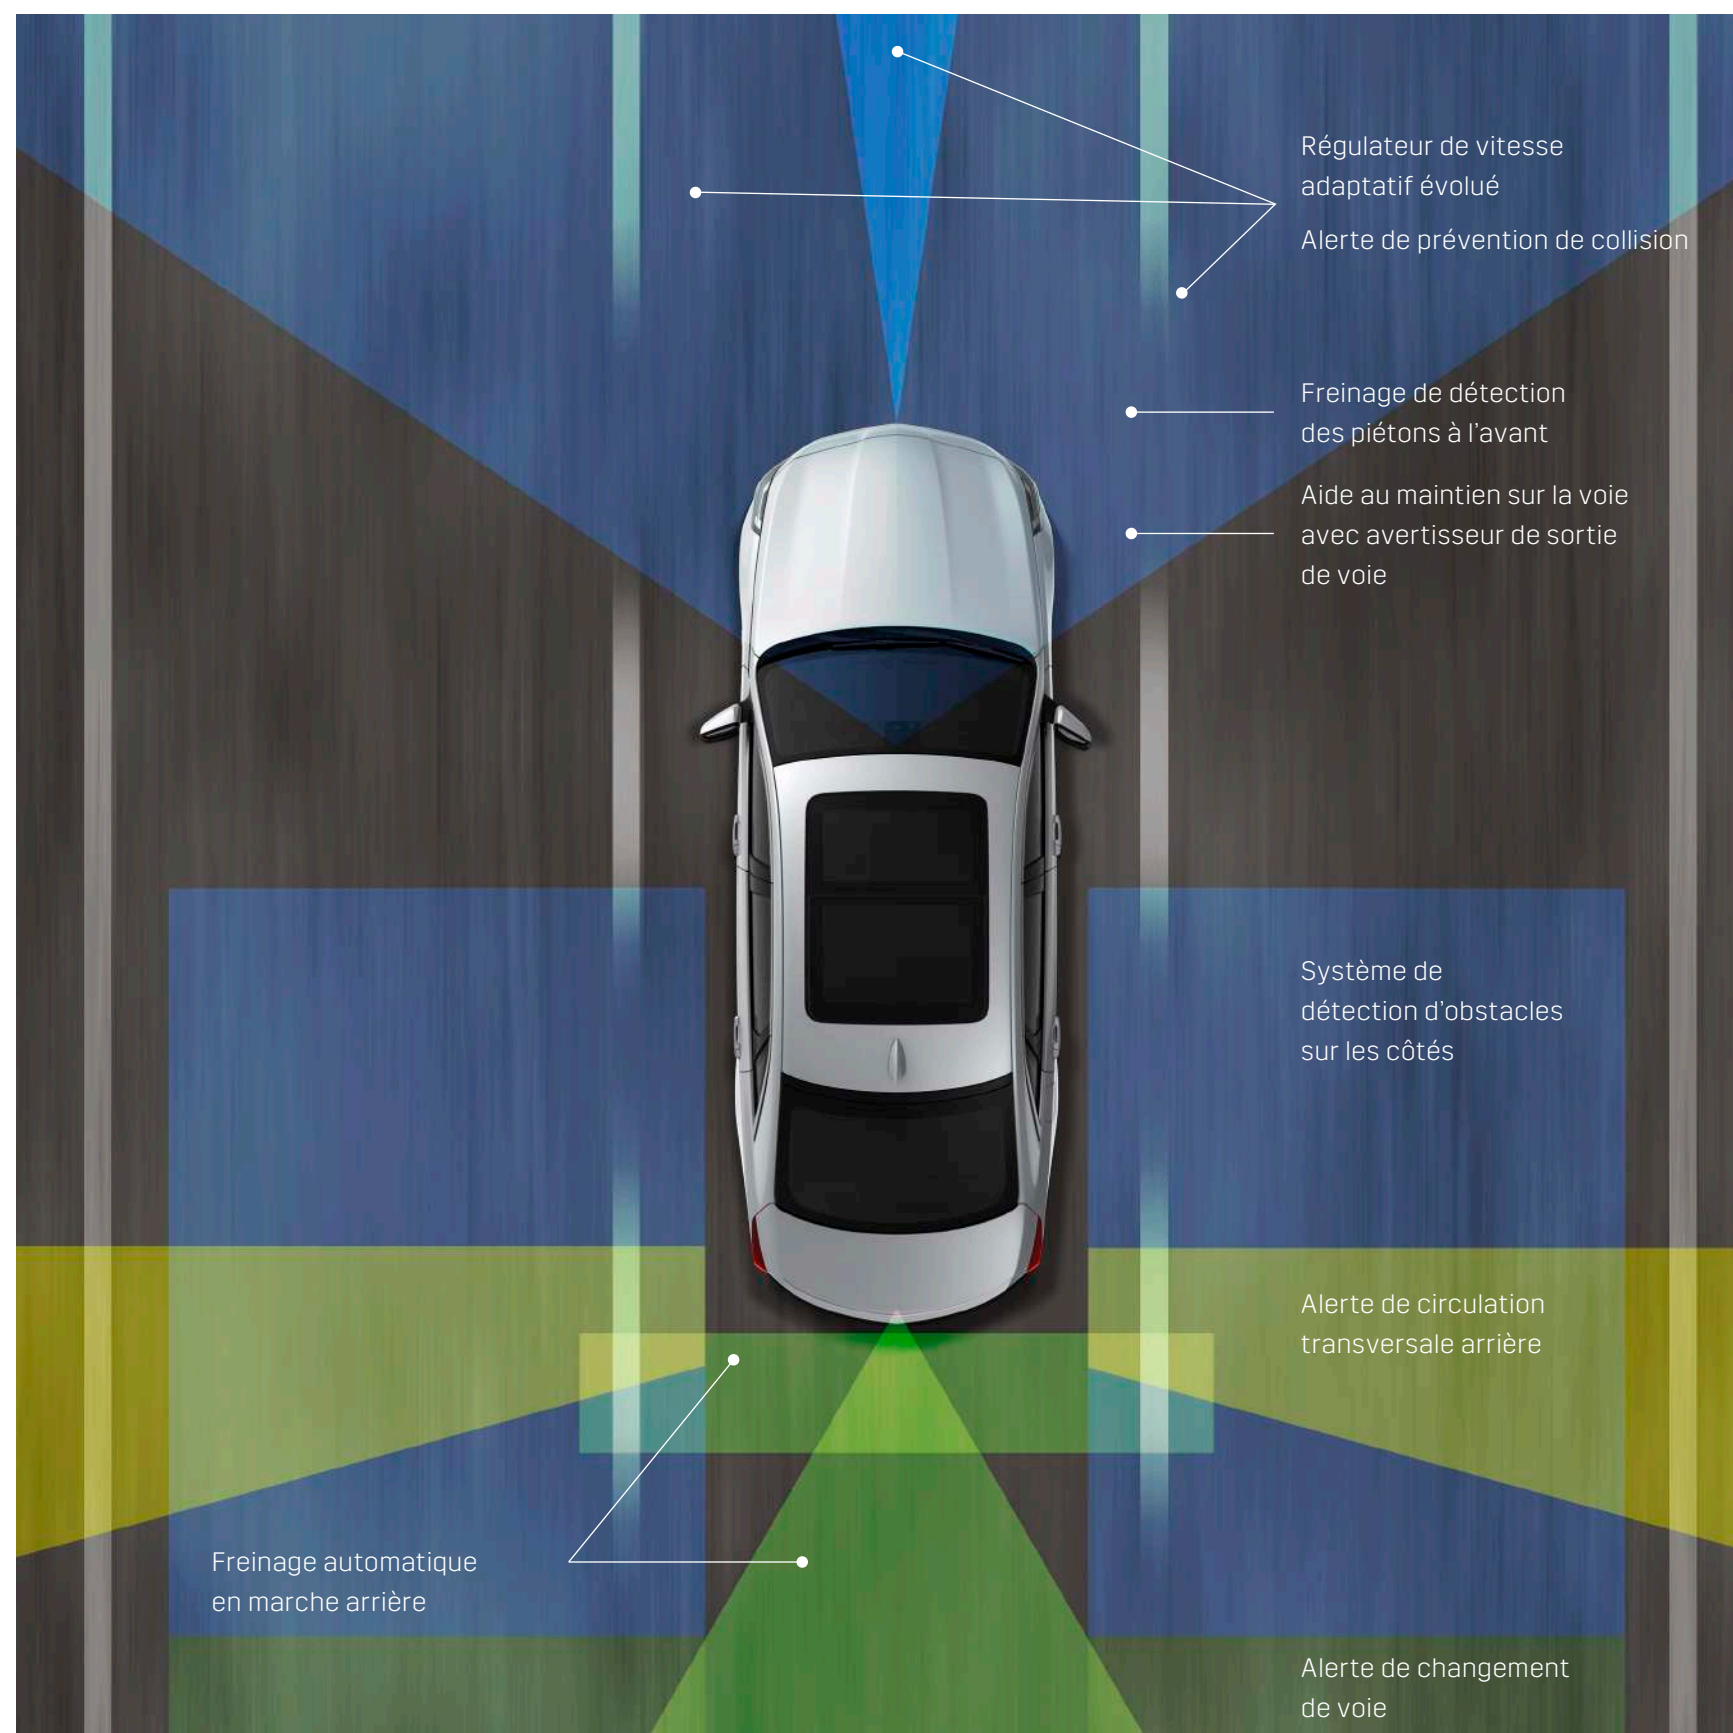 Régulateur de vitesse
adaptatif évolué
Alerte de prévention de collision
Freinage de détection
des piétons à l'avant
Aide au maintien sur la voie
avec avertisseur de sortie
de voie
Système de
détection d'obstacles
sur les côtés
Alerte de circulation
transversale arrière
Freinage automatique
en marche arrière
Alerte de changement
de voie